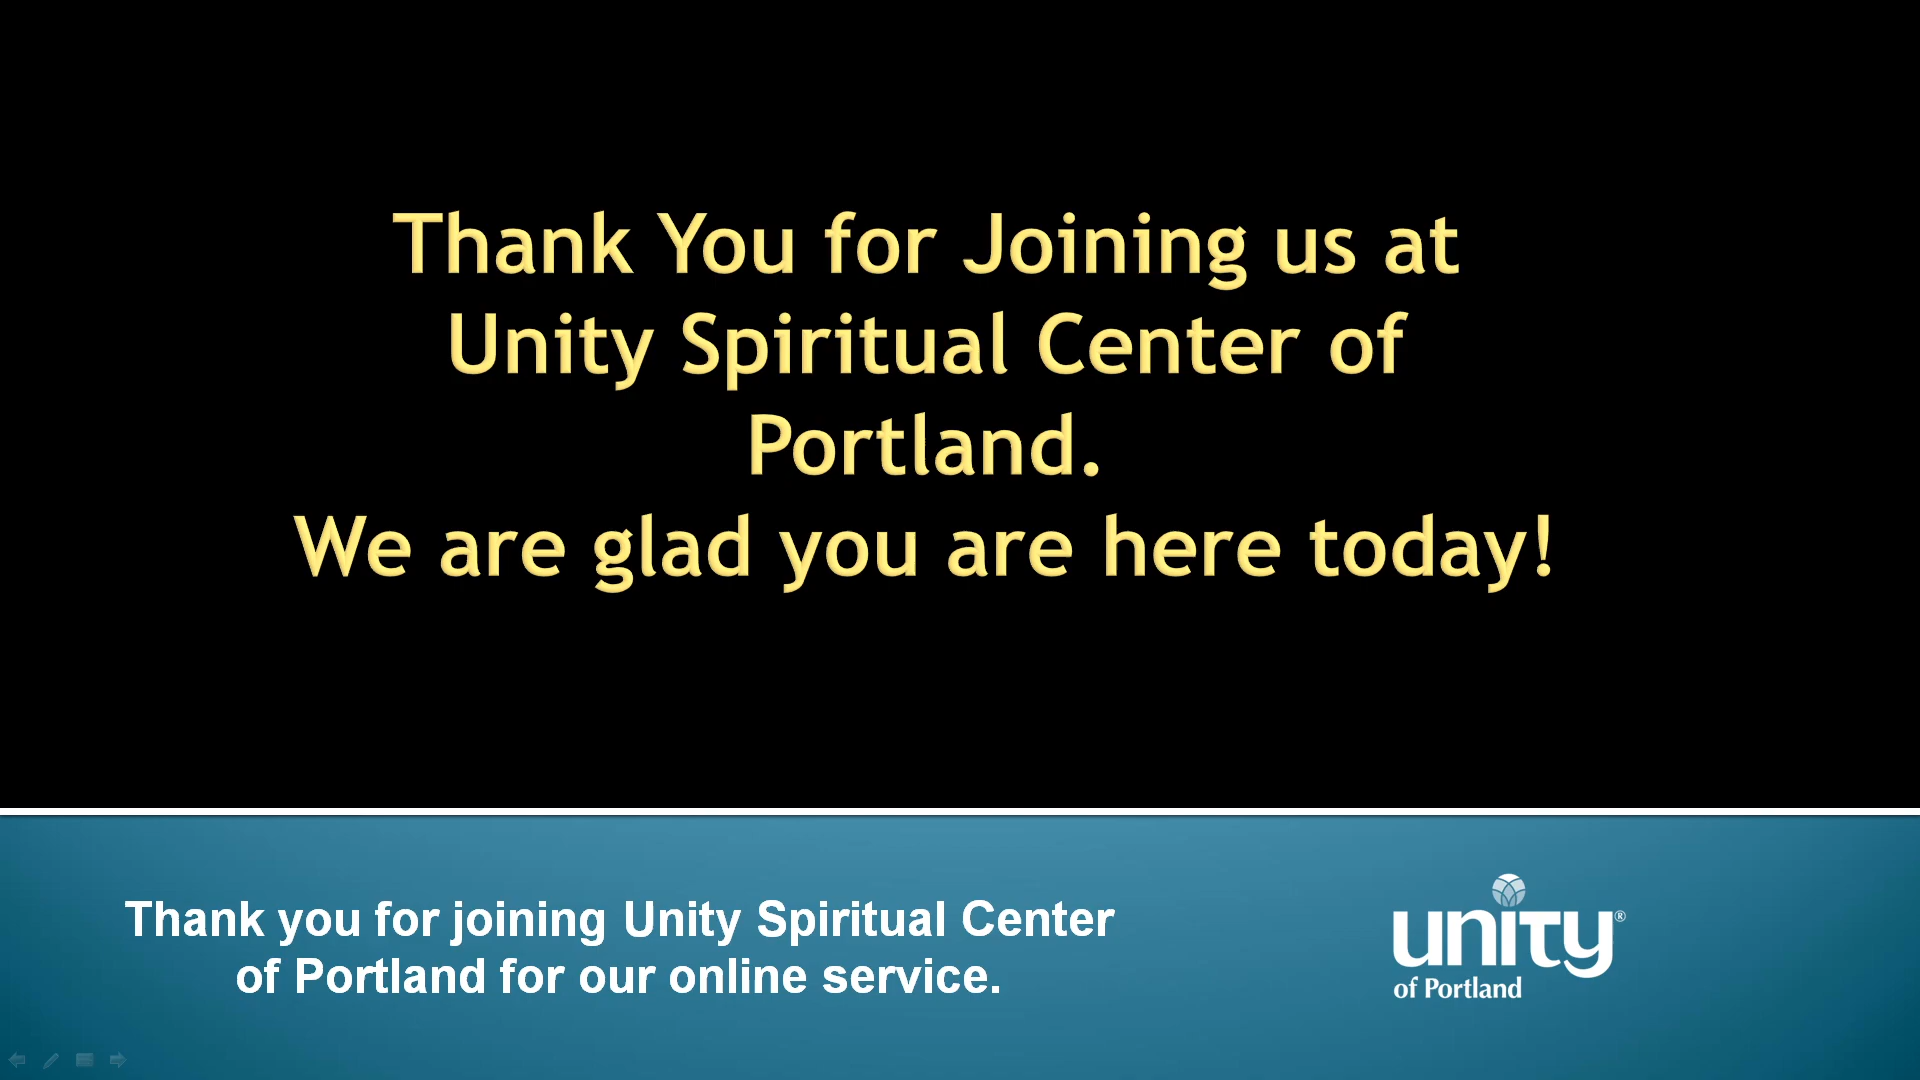 Thank You for Joining us at
Unity Spiritual Center of
Portland.
We are glad you are here today!
Thank you for joining Unity Spiritual Center
of Portland for our online service.
unity®
of Portland